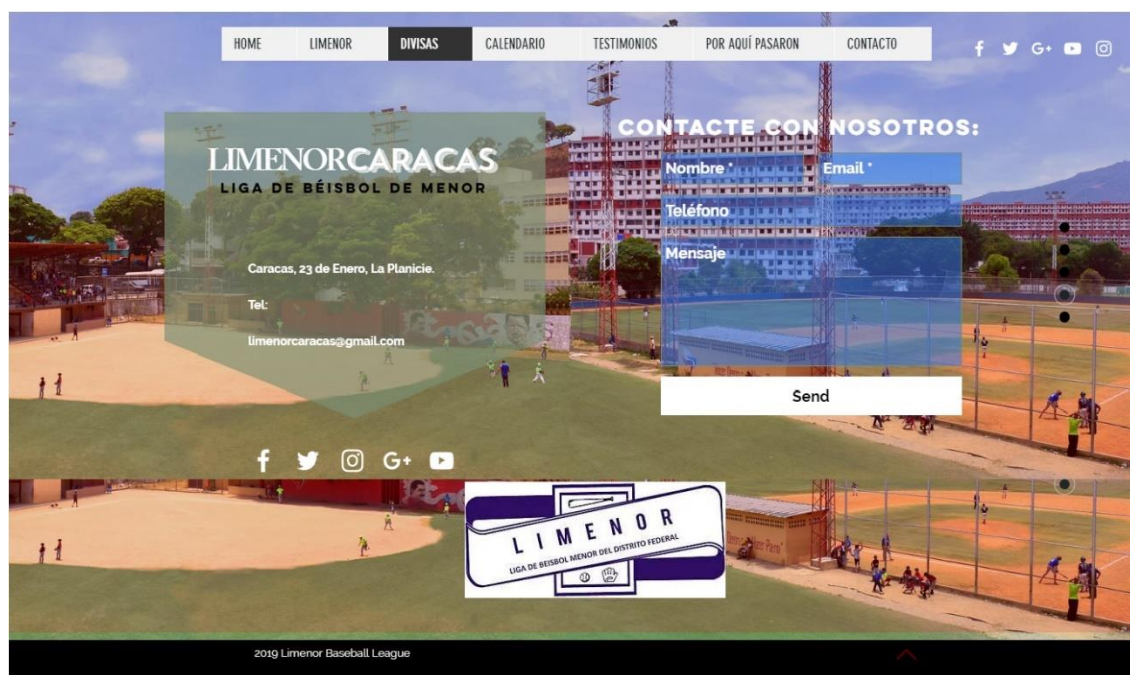 HOME LIMENOR DIVISAS CALENDARIO TESTIMONIOS POR AQUÍ PASARON CONTACTO
LIMENORCARACAS
LIGA DE BÉISBOL DE MENOR
Caracas, 23 de Enero, La Planicie.
Tel:
limenorcaracas@gmail.com
CONTACTE CON NOSOTROS:
Nombre * Email *
Teléfono
Mensaje
Send
LIMENOR
LIGA DE BEISBOL MENOR DEL DISTRITO FEDERAL
2019 Limenor Baseball League